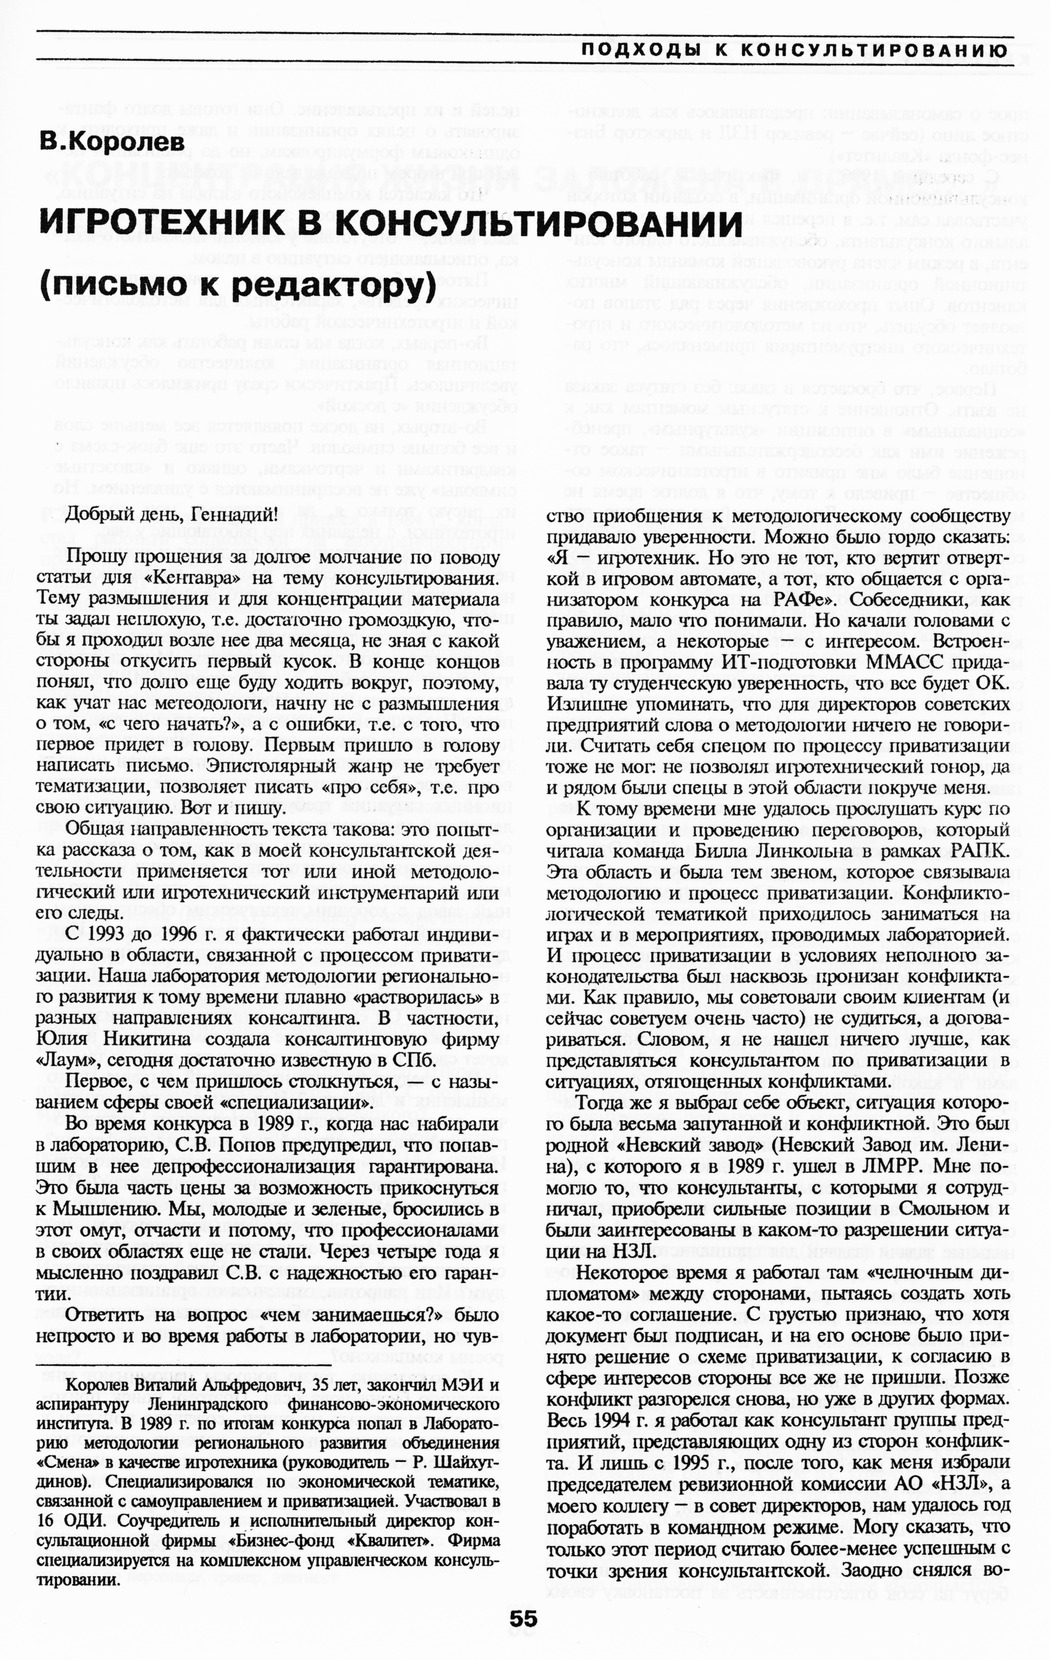 ПОДХОДЫ К КОНСУЛЬТИРОВАНИЮ
В.Королев
ИГРОТЕХНИК В КОНСУЛЬТИРОВАНИИ
(письмо к редактору)
Добрый день, Геннадий!
Прошу прощения за долгое молчание по поводу
статьи для «Кентавра» на тему консультирования.
Тему размышления и для концентрации материала
ты задал неплохую, т.е. достаточно громоздкую, что-
бы я проходил возле нее два месяца, не зная с какой
стороны откусить первый кусок. В конце концов
понял, что долго еще буду ходить вокруг, поэтому,
как учат нас метеодологи, начну не с размышления
о том, «с чего начать?», а с ошибки, т.е. с того, что
первое придет в голову. Первым пришло в голову
написать письмо. Эпистолярный жанр не требует
тематизации, позволяет писать «про себя», т.е. про
свою ситуацию. Вот и пишу.
Общая направленность текста такова: это попыт-
ка рассказа о том, как в моей консультантской дея-
тельности применяется тот или иной методоло-
гический или игротехнический инструментарий или
его следы.
С 1993 до 1996 г. я фактически работал индиви-
дуально в области, связанной с процессом привати-
зации. Наша лаборатория методологии регионально-
го развития к тому времени плавно «растворилась» в
разных направлениях консалтинга. В частности,
Юлия Никитина создала консалтинговую фирму
«Лаум», сегодня достаточно известную в СПб.
Первое, с чем пришлось столкнуться, — с назы-
ванием сферы своей «специализации».
Во время конкурса в 1989 г., когда нас набирали
в лабораторию, С.В. Попов предупредил, что попав-
шим в нее депрофессионализация гарантирована.
Это была часть цены за возможность прикоснуться
к Мышлению. Мы, молодые и зеленые, бросились в
этот омут, отчасти и потому, что профессионалами
в своих областях еще не стали. Через четыре года я
мысленно поздравил С.В. с надежностью его гаран-
тии.
Ответить на вопрос «чем занимаешься?» было
непросто и во время работы в лаборатории, но чув-
Королев Виталий Альфредович, 35 лет, закончил МЭИ и
аспирантуру Ленинградского финансово-экономического
института. В 1989 г. по итогам конкурса попал в Лаборато-
рию методологии регионального развития объединения
«Смена» в качестве игротехника (руководитель — Р. Шайхут-
динов). Специализировался по экономической тематике,
связанной с самоуправлением и приватизацией. Участвовал в
16 ОДИ. Соучредитель и исполнительный директор кон-
сультационной фирмы «Бизнес-фонд «Квалитет». Фирма
специализируется на комплексном управленческом консуль-
тировании.
ство приобщения к методологическому сообществу
придавало уверенности. Можно было гордо сказать:
«Я — игротехник. Но это не тот, кто вертит отверт-
кой в игровом автомате, а тот, кто общается с орга-
низатором конкурса на РАФе». Собеседники, как
правило, мало что понимали. Но качали головами с
уважением, а некоторые — с интересом. Встроен-
ность в программу ИТ-подготовки ММАСС прида-
вала ту студенческую уверенность, что все будет ОК.
Излишне упоминать, что для директоров советских
предприятий слова о методологии ничего не говори-
ли. Считать себя спецом по процессу приватизации
тоже не мог: не позволял игротехнический гонор, да
и рядом были спецы в этой области покруче меня.
К тому времени мне удалось прослушать курс по
организации и проведению переговоров, который
читала команда Билла Линкольна в рамках РАПК.
Эта область и была тем звеном, которое связывала
методологию и процесс приватизации. Конфликто-
логической тематикой приходилось заниматься на
играх и в мероприятиях, проводимых лабораторией.
И процесс приватизации в условиях неполного за-
конодательства был насквозь пронизан конфликта-
ми. Как правило, мы советовали своим клиентам (и
сейчас советуем очень часто) не судиться, а догова-
риваться. Словом, я не нашел ничего лучше, как
представляться консультантом по приватизации в
ситуациях, отягощенных конфликтами.
Тогда же я выбрал себе объект, ситуация которо-
го была весьма запутанной и конфликтной. Это был
родной «Невский завод» (Невский Завод им. Лени-
на), с которого я в 1989 г. ушел в ЛМРР. Мне по-
могло то, что консультанты, с которыми я сотруд-
ничал, приобрели сильные позиции в Смольном и
были заинтересованы в каком-то разрешении ситуа-
ции на НЗЛ.
Некоторое время я работал там «челночным ди-
пломатом» между сторонами, пытаясь создать хоть
какое-то соглашение. С грустью признаю, что хотя
документ был подписан, и на его основе было при-
нято решение о схеме приватизации, к согласию в
сфере интересов стороны все же не пришли. Позже
конфликт разгорелся снова, но уже в других формах.
Весь 1994 г. я работал как консультант группы пред-
приятий, представляющих одну из сторон конфлик-
та. И лишь с 1995 г., после того, как меня избрали
председателем ревизионной комиссии АО «НЗЛ», а
моего коллегу — в совет директоров, нам удалось год
поработать в командном режиме. Могу сказать, что
только этот период считаю более-менее успешным с
точки зрения консультантской. Заодно снялся во-
55